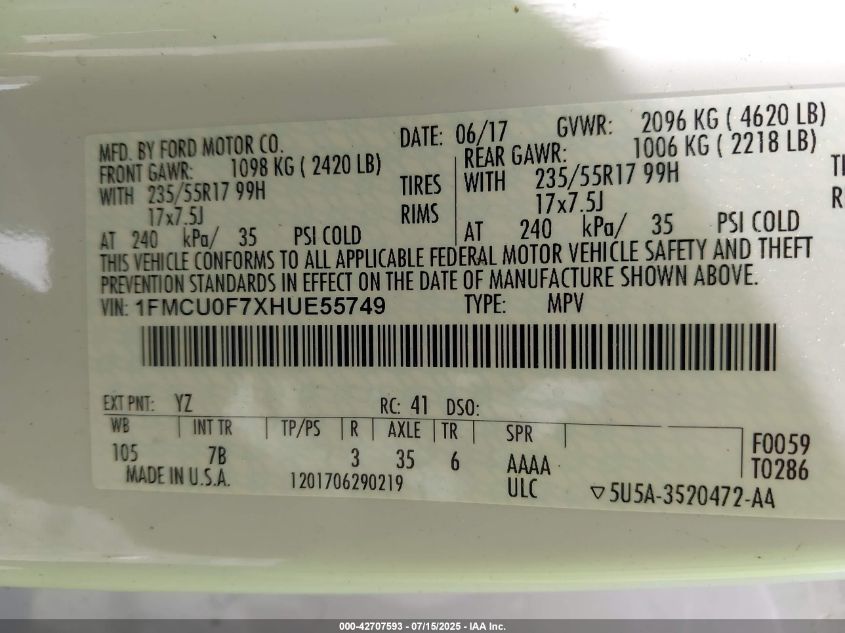 MFD. BY FORD MOTOR CO. DATE: 06/17 GVWR: 2096 KG ( 4620 LB)
FRONT GAWR: 1098 KG ( 2420 LB) REAR GAWR: 1006 KG ( 2218 LB)
WITH 235/55R17 99H TIRES WITH 235/55R17 99H
17x7.5J RIMS 17x7.5J
AT 240 kPa/ 35 PSI COLD AT 240 kPa/ 35 PSI COLD
THIS VEHICLE CONFORMS TO ALL APPLICABLE FEDERAL MOTOR VEHICLE SAFETY AND THEFT
PREVENTION STANDARDS IN EFFECT ON THE DATE OF MANUFACTURE SHOWN ABOVE.
VIN: 1FMCU0F7XHUE55749 TYPE: MPV
EXT PNT: YZ RC: 41 DSO:
WB INT TR TP/PS R AXLE TR SPR
105 7B 3 35 6 AAAA
F0059
T0286
MADE IN U.S.A. 1201706290219 ULC ▽5U5A-3520472-AA
000-42707593 - 07/15/2025 - IAA Inc.